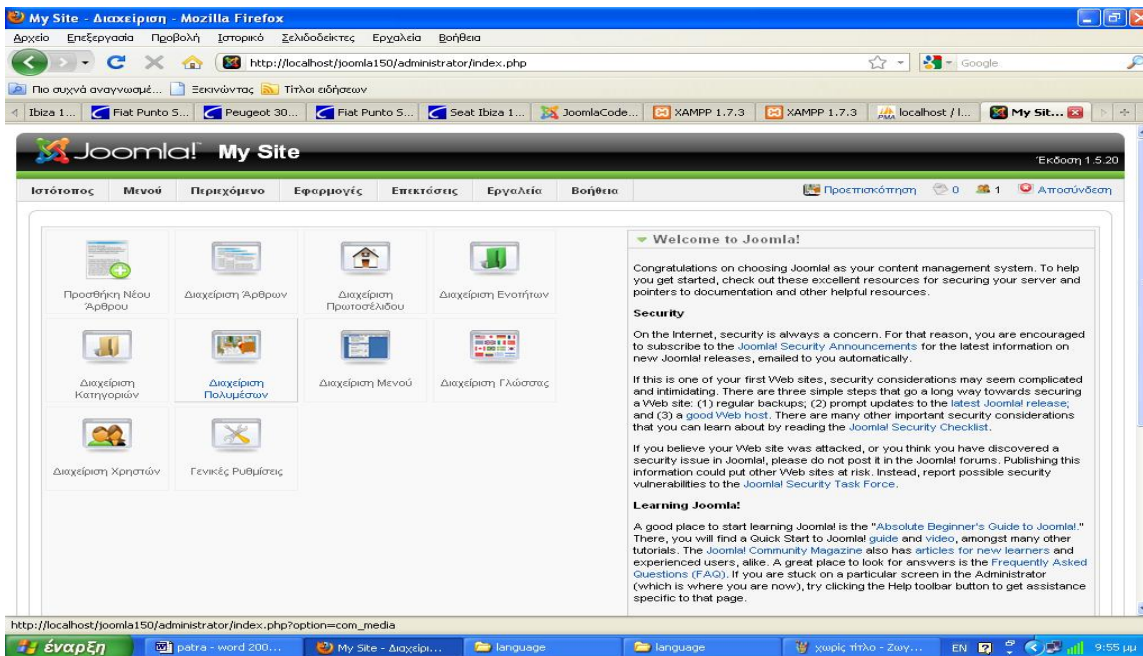 My Site - Διαχείριση - Mozilla Firefox
Αρχείο Επεξεργασία Προβολή Ιστορικό Σελιδοδείκτες Εργαλεία Βοήθεια
http://localhost/joomla150/administrator/index.php
Google
Πιο συχνά αναγνωσμέ... Ξεκινώντας Τίτλοι ειδήσεων
Ibiza 1... Fiat Punto S... Peugeot 30... Fiat Punto S... Seat Ibiza 1... JoomlaCode... XAMPP 1.7.3 XAMPP 1.7.3 localhost / l... My Sit...
Joomla! My Site
Έκδοση 1.5.20
Ιστότοπος Μενού Περιεχόμενο Εφαρμογές Επεκτάσεις Εργαλεία Βοήθεια Προεπισκόπηση 0 1 Αποσύνδεση
Προσθήκη Νέου Άρθρου
Διαχείριση Άρθρων
Διαχείριση Πρωτοσέλιδου
Διαχείριση Ενοτήτων
Διαχείριση Κατηγοριών
Διαχείριση Πολυμέσων
Διαχείριση Μενού
Διαχείριση Γλώσσας
Διαχείριση Χρηστών
Γενικές Ρυθμίσεις
Welcome to Joomla!
Congratulations on choosing Joomla! as your content management system. To help
you get started, check out these excellent resources for securing your server and
pointers to documentation and other helpful resources.
Security
On the Internet, security is always a concern. For that reason, you are encouraged
to subscribe to the Joomla! Security Announcements for the latest information on
new Joomla! releases, emailed to you automatically.
If this is one of your first Web sites, security considerations may seem complicated
and intimidating. There are three simple steps that go a long way towards securing
a Web site: (1) regular backups; (2) prompt updates to the latest Joomla! release;
and (3) a good Web host. There are many other important security considerations
that you can learn about by reading the Joomla! Security Checklist.
If you believe your Web site was attacked, or you think you have discovered a
security issue in Joomla!, please do not post it in the Joomla! forums. Publishing this
information could put other Web sites at risk. Instead, report possible security
vulnerabilities to the Joomla! Security Task Force.
Learning Joomla!
A good place to start learning Joomla! is the "Absolute Beginner's Guide to Joomla!."
There, you will find a Quick Start to Joomla! guide and video, amongst many other
tutorials. The Joomla! Community Magazine also has articles for new learners and
experienced users, alike. A great place to look for answers is the Frequently Asked
Questions (FAQ). If you are stuck on a particular screen in the Administrator
(which is where you are now), try clicking the Help toolbar button to get assistance
specific to that page.
http://localhost/joomla150/administrator/index.php?option=com_media
έναρξη patra - word 200... My Site - Διαχείρι... language language χωρίς τίτλο - Ζωγ... EN 9:55 μμ